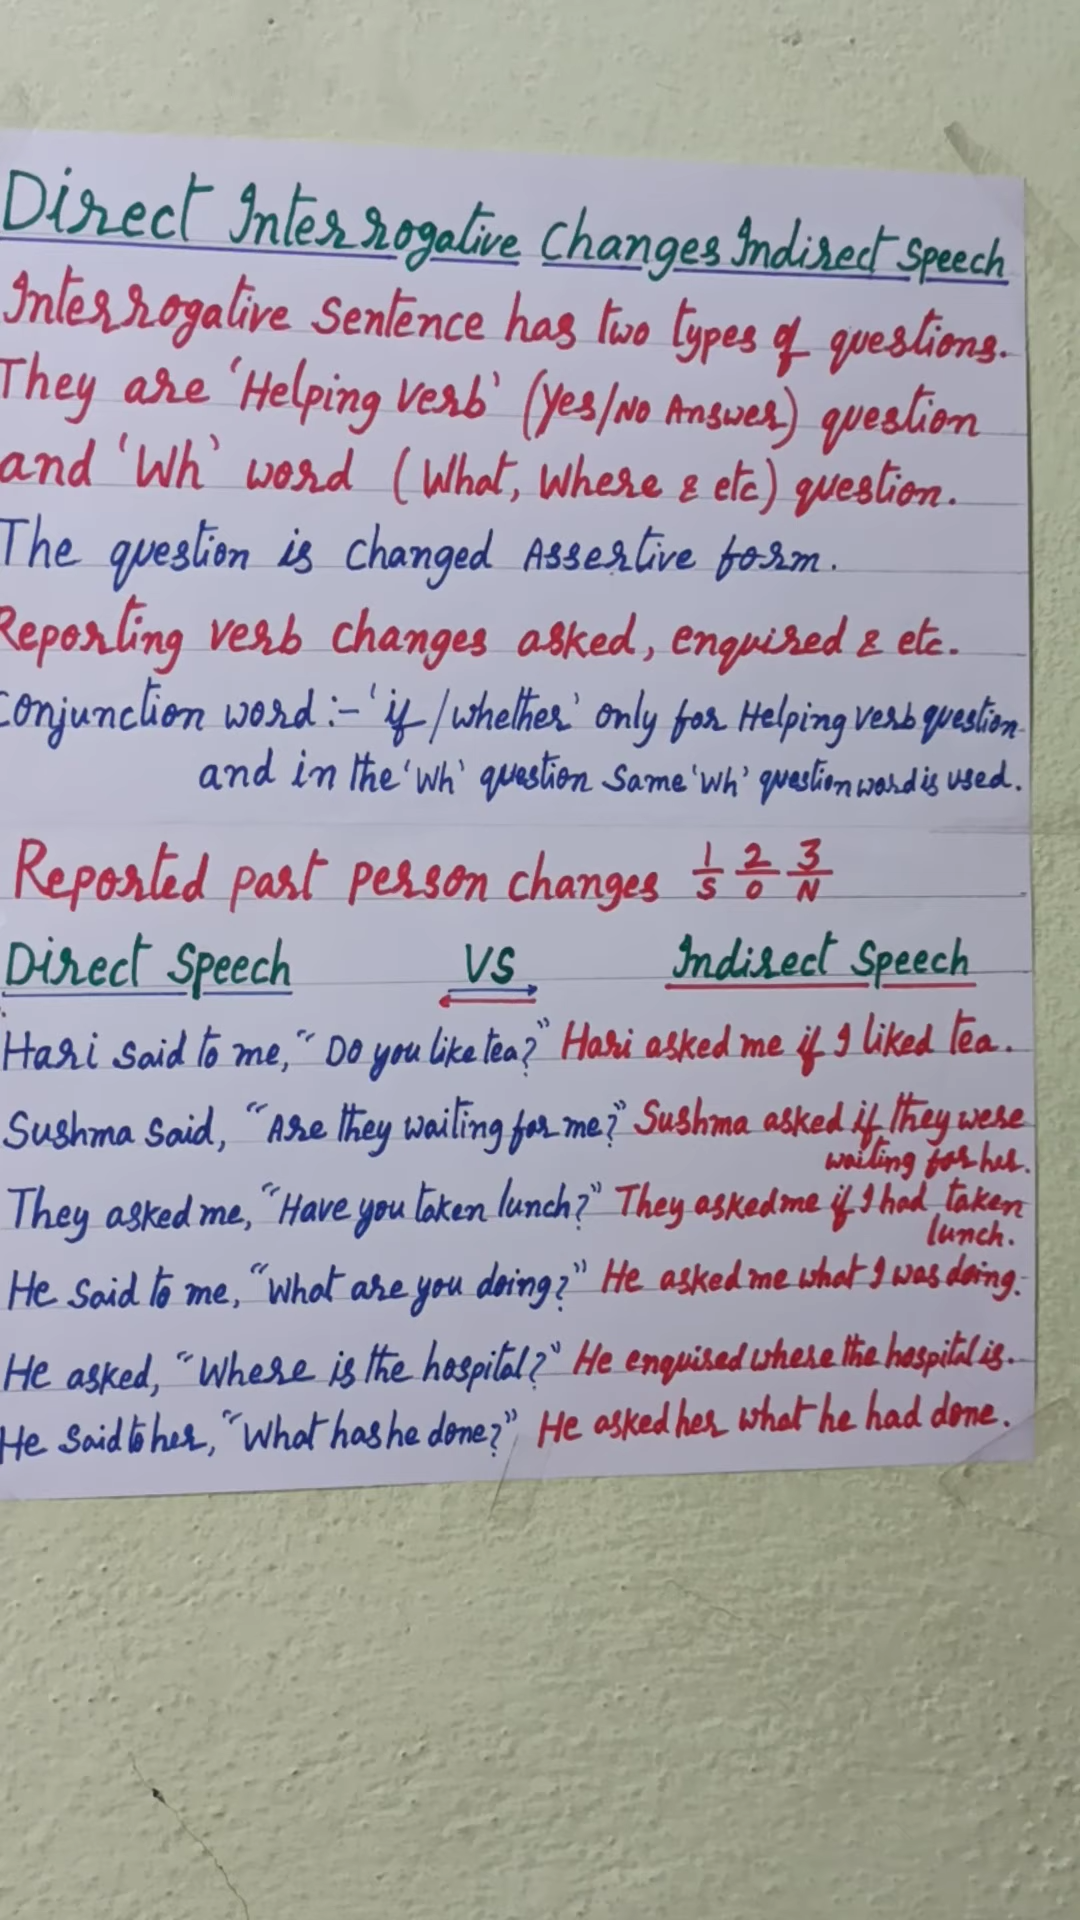 Direct Interrogative Changes Indirect Speech
Interrogative Sentence has two types of questions.
They are 'Helping verb' (Yes/No Answer) question
and 'Wh' word (What, Where & etc) question.
The question is Changed Assertive form.
Reporting verb changes asked, enquired & etc.
Conjunction word :- 'if/whether' only for Helping verb question
and in the 'Wh' question Same 'Wh' question word is used.
Reported part person changes 1/S 2/O 3/N
Direct Speech VS Indirect Speech
Hari said to me, "Do you like tea?" Hari asked me if I liked tea.
Sushma said, "Are they waiting for me?" Sushma asked if they were
waiting for her.
They asked me, "Have you taken lunch?" They asked me if I had taken
lunch.
He said to me, "What are you doing?" He asked me what I was doing.
He asked, "Where is the hospital?" He enquired where the hospital is.
He said to her, "What has he done?" He asked her what he had done.